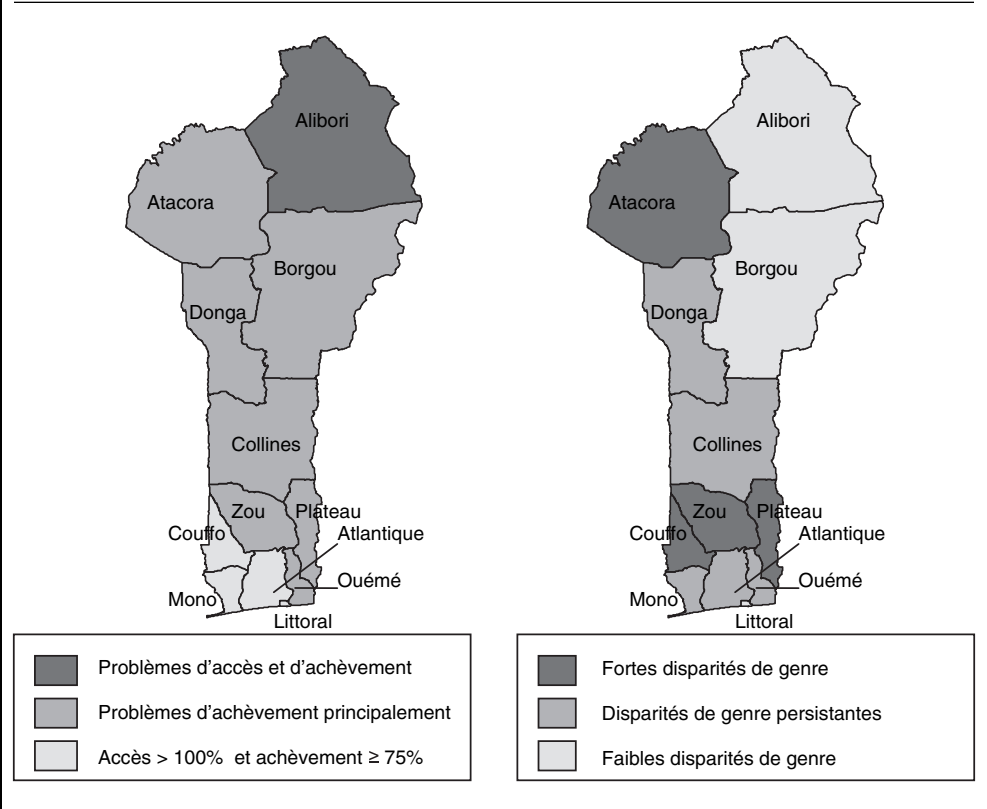 Alibori
Atacora
Borgou
Donga
Collines
Zou
Plateau
Couffo
Atlantique
Ouémé
Mono
Littoral
Problèmes d'accès et d'achèvement
Problèmes d'achèvement principalement
Accès > 100% et achèvement ≥ 75%
Alibori
Atacora
Borgou
Donga
Collines
Zou
Plateau
Couffo
Atlantique
Ouémé
Mono
Littoral
Fortes disparités de genre
Disparités de genre persistantes
Faibles disparités de genre